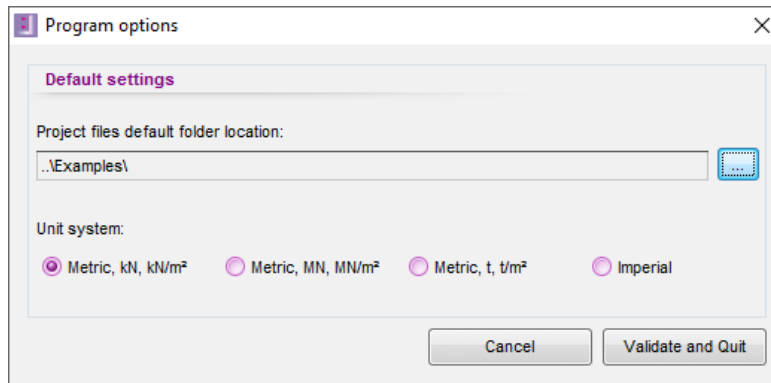 Program options
Default settings
Project files default folder location:
..\Examples\
...
Unit system:
Metric, kN, kN/m²
Metric, MN, MN/m²
Metric, t, t/m²
Imperial
Cancel
Validate and Quit